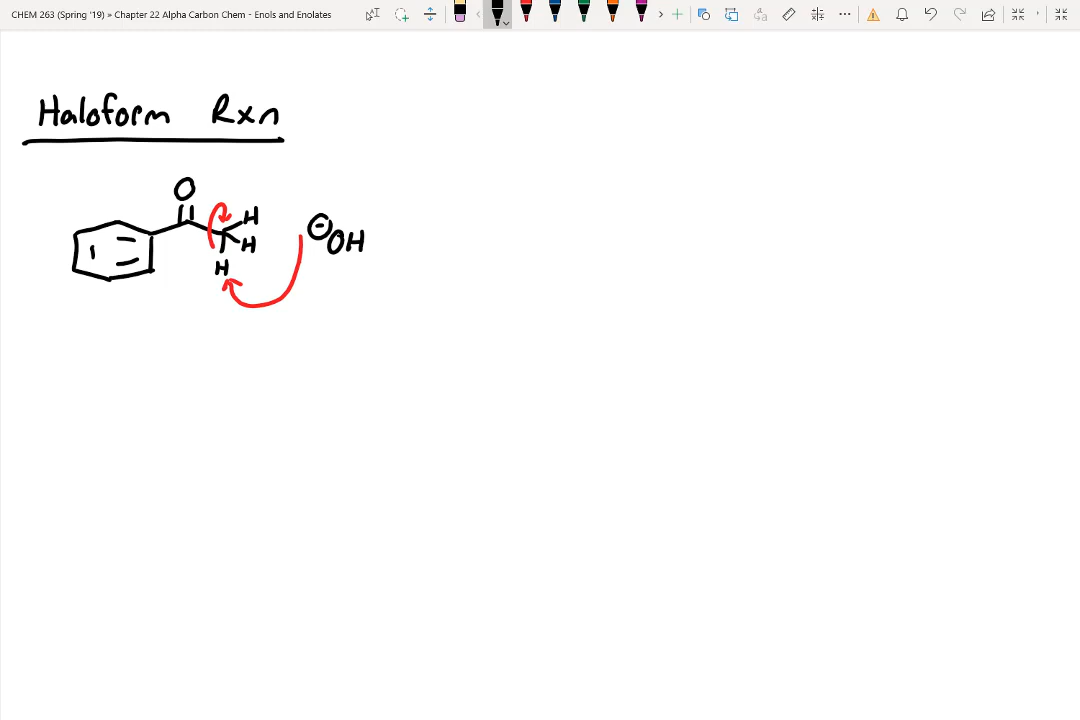 CHEM 263 (Spring '19) » Chapter 22 Alpha Carbon Chem - Enols and Enolates
Haloform Rxn
O
H
H
H
⊖OH